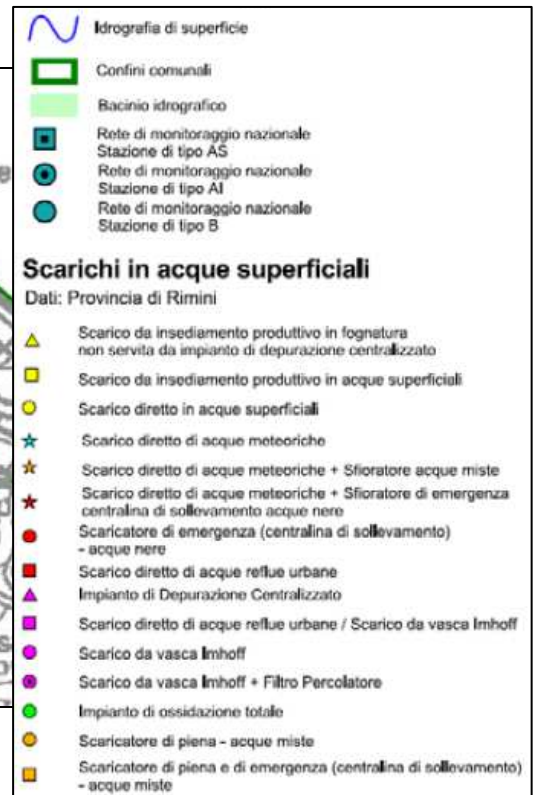 Idrografia di superficie
Confini comunali
Bacinio idrografico
Rete di monitoraggio nazionale
Stazione di tipo AS
Rete di monitoraggio nazionale
Stazione di tipo AI
Rete di monitoraggio nazionale
Stazione di tipo B
Scarichi in acque superficiali
Dati: Provincia di Rimini
Scarico da insediamento produttivo in fognatura
non servita da impianto di depurazione centralizzato
Scarico da insediamento produttivo in acque superficiali
Scarico diretto in acque superficiali
Scarico diretto di acque meteoriche
Scarico diretto di acque meteoriche + Sfioratore acque miste
Scarico diretto di acque meteoriche + Sfioratore di emergenza
centralina di sollevamento acque nere
Scaricatore di emergenza (centralina di sollevamento)
- acque nere
Scarico diretto di acque reflue urbane
Impianto di Depurazione Centralizzato
Scarico diretto di acque reflue urbane / Scarico da vasca Imhoff
Scarico da vasca Imhoff
Scarico da vasca Imhoff + Filtro Percolatore
Impianto di ossidazione totale
Scaricatore di piena - acque miste
Scaricatore di piena e di emergenza (centralina di sollevamento)
- acque miste